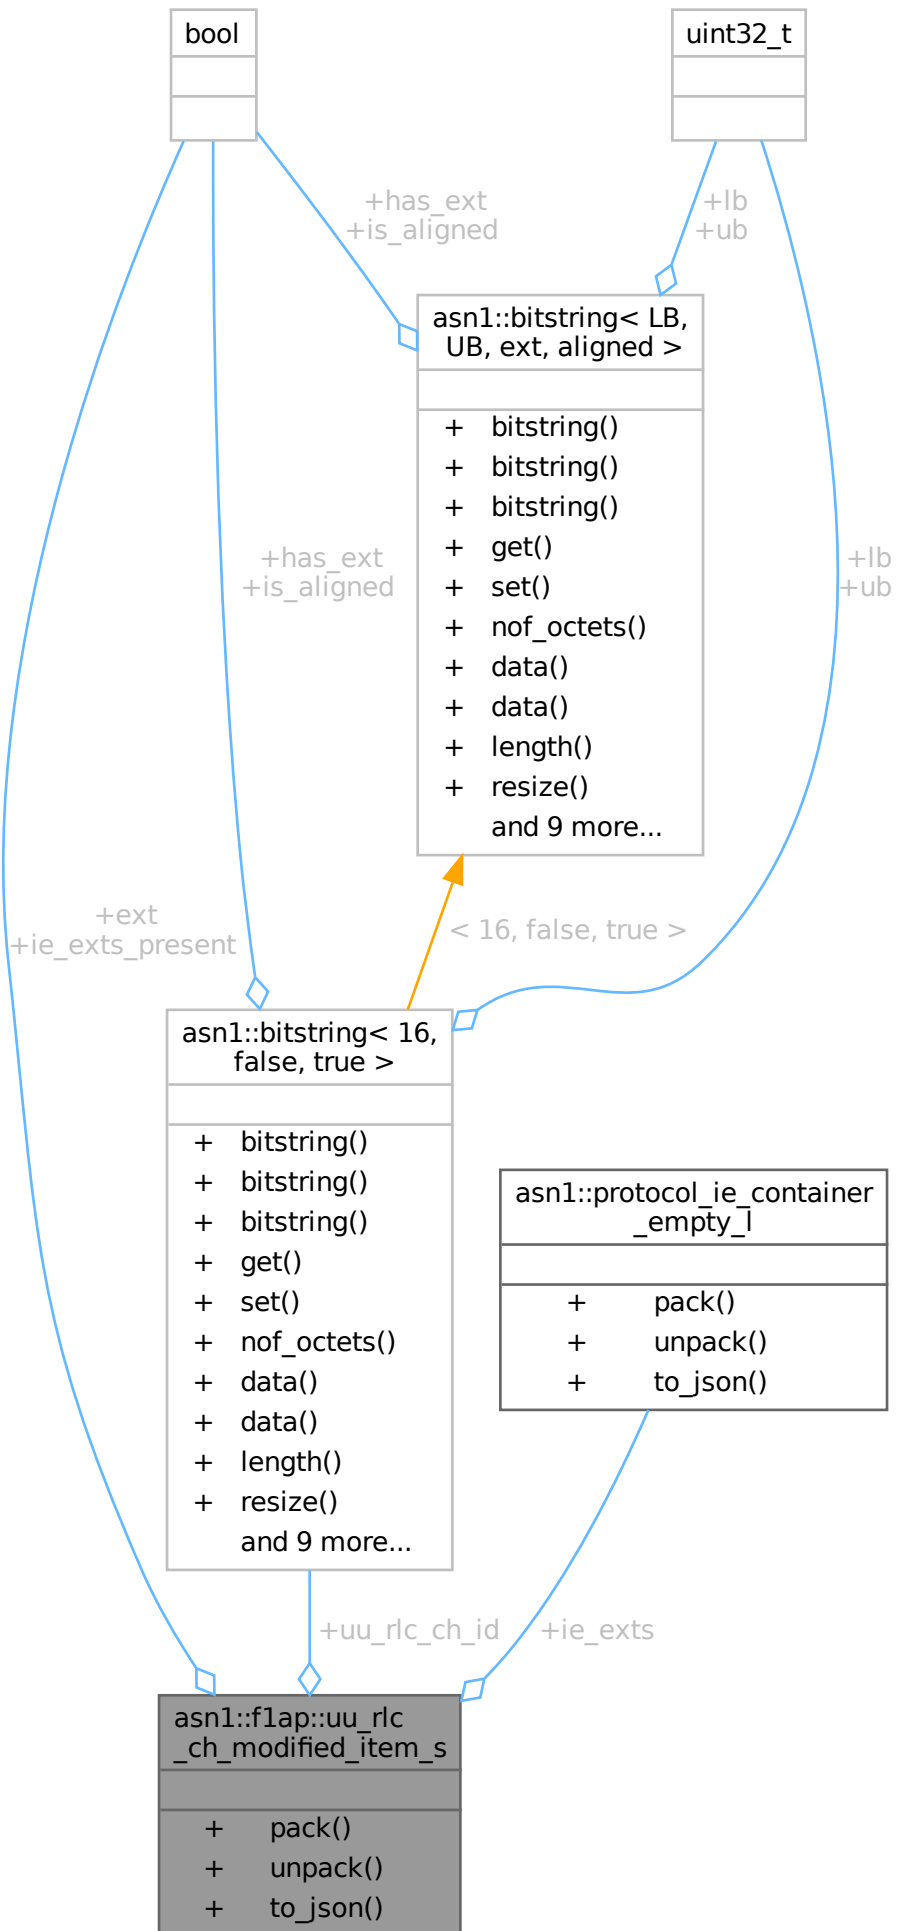 bool
uint32_t
+has_ext
+is_aligned
+lb
+ub
asn1::bitstring< LB,
UB, ext, aligned >
+ bitstring()
+ bitstring()
+ bitstring()
+ get()
+ set()
+ nof_octets()
+ data()
+ data()
+ length()
+ resize()
and 9 more...
+has_ext
+is_aligned
+lb
+ub
+ext
+ie_exts_present
< 16, false, true >
asn1::bitstring< 16,
false, true >
+ bitstring()
+ bitstring()
+ bitstring()
+ get()
+ set()
+ nof_octets()
+ data()
+ data()
+ length()
+ resize()
and 9 more...
asn1::protocol_ie_container
_empty_l
+ pack()
+ unpack()
+ to_json()
+uu_rlc_ch_id
+ie_exts
asn1::f1ap::uu_rlc
_ch_modified_item_s
+ pack()
+ unpack()
+ to_json()